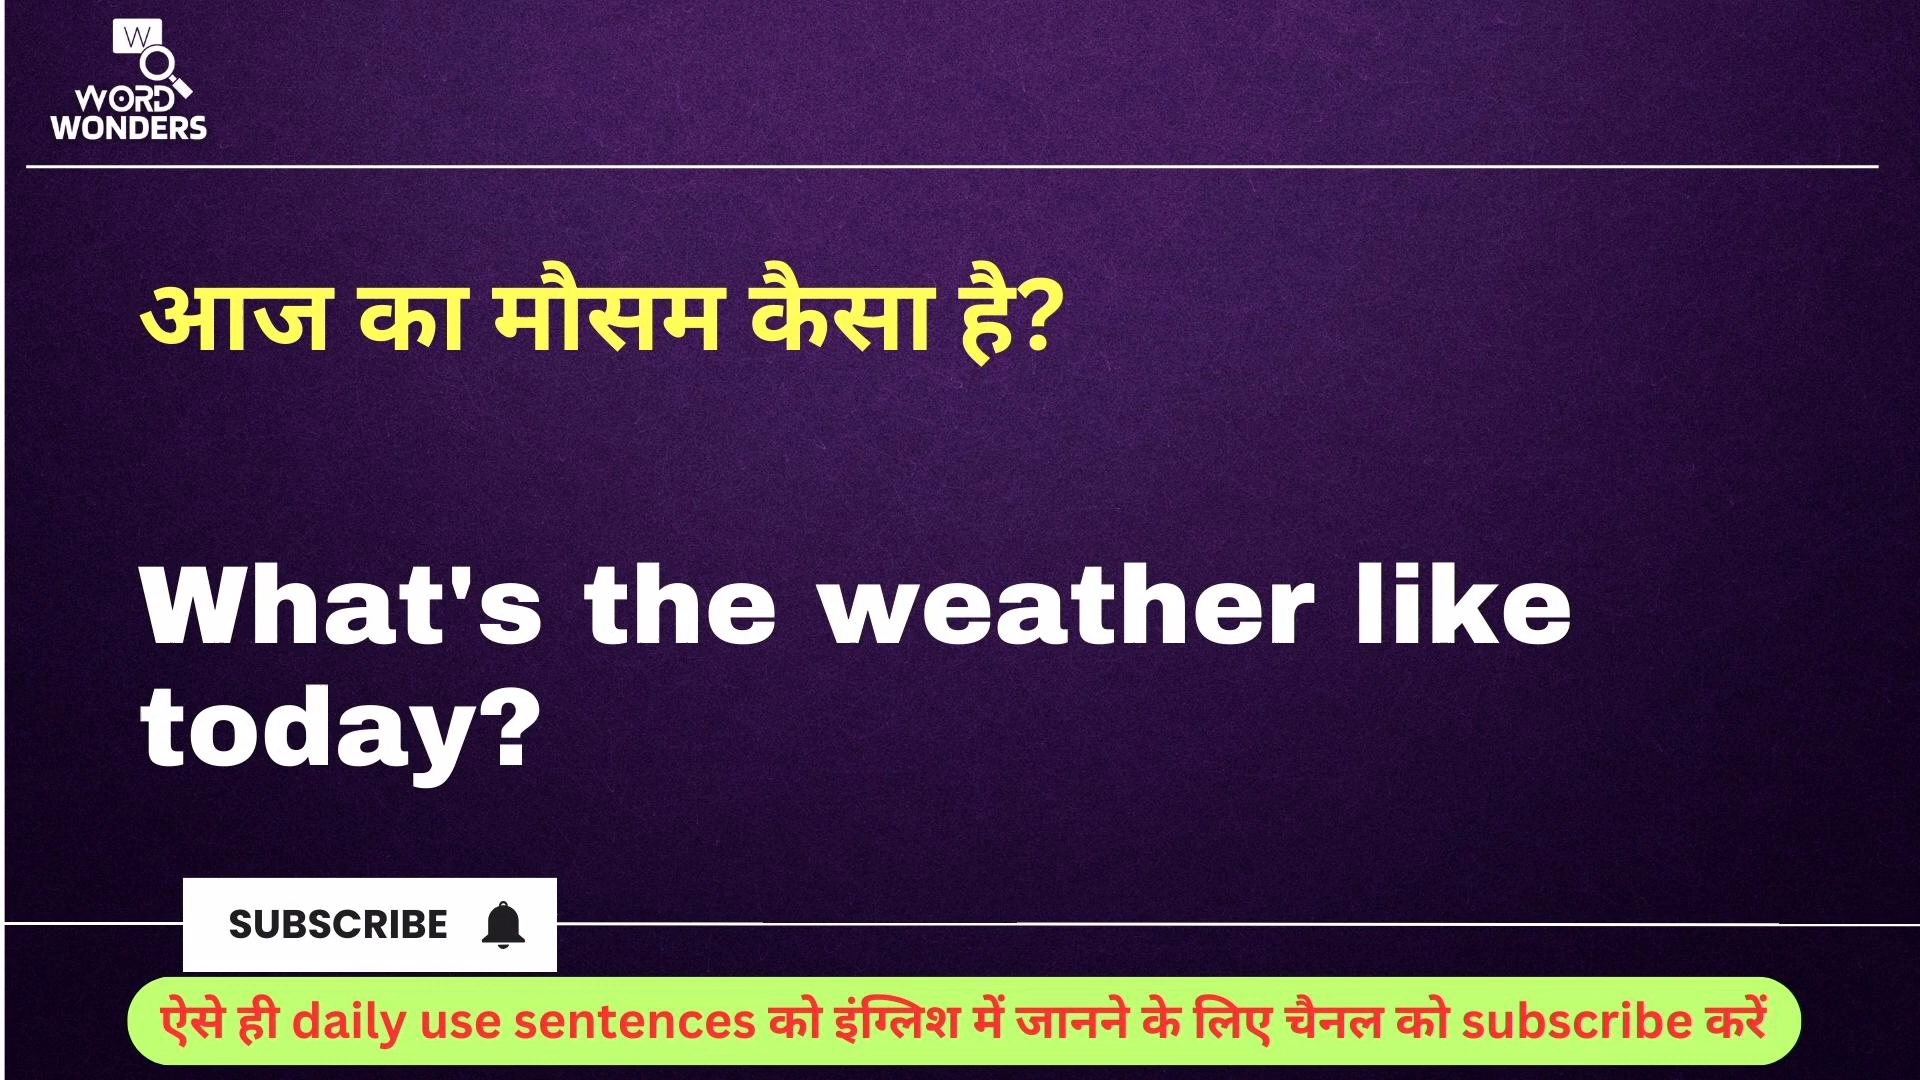 W
WORD
WONDERS
आज का मौसम कैसा है?
What's the weather like
today?
SUBSCRIBE
ऐसे ही daily use sentences को इंग्लिश में जानने के लिए चैनल को subscribe करें